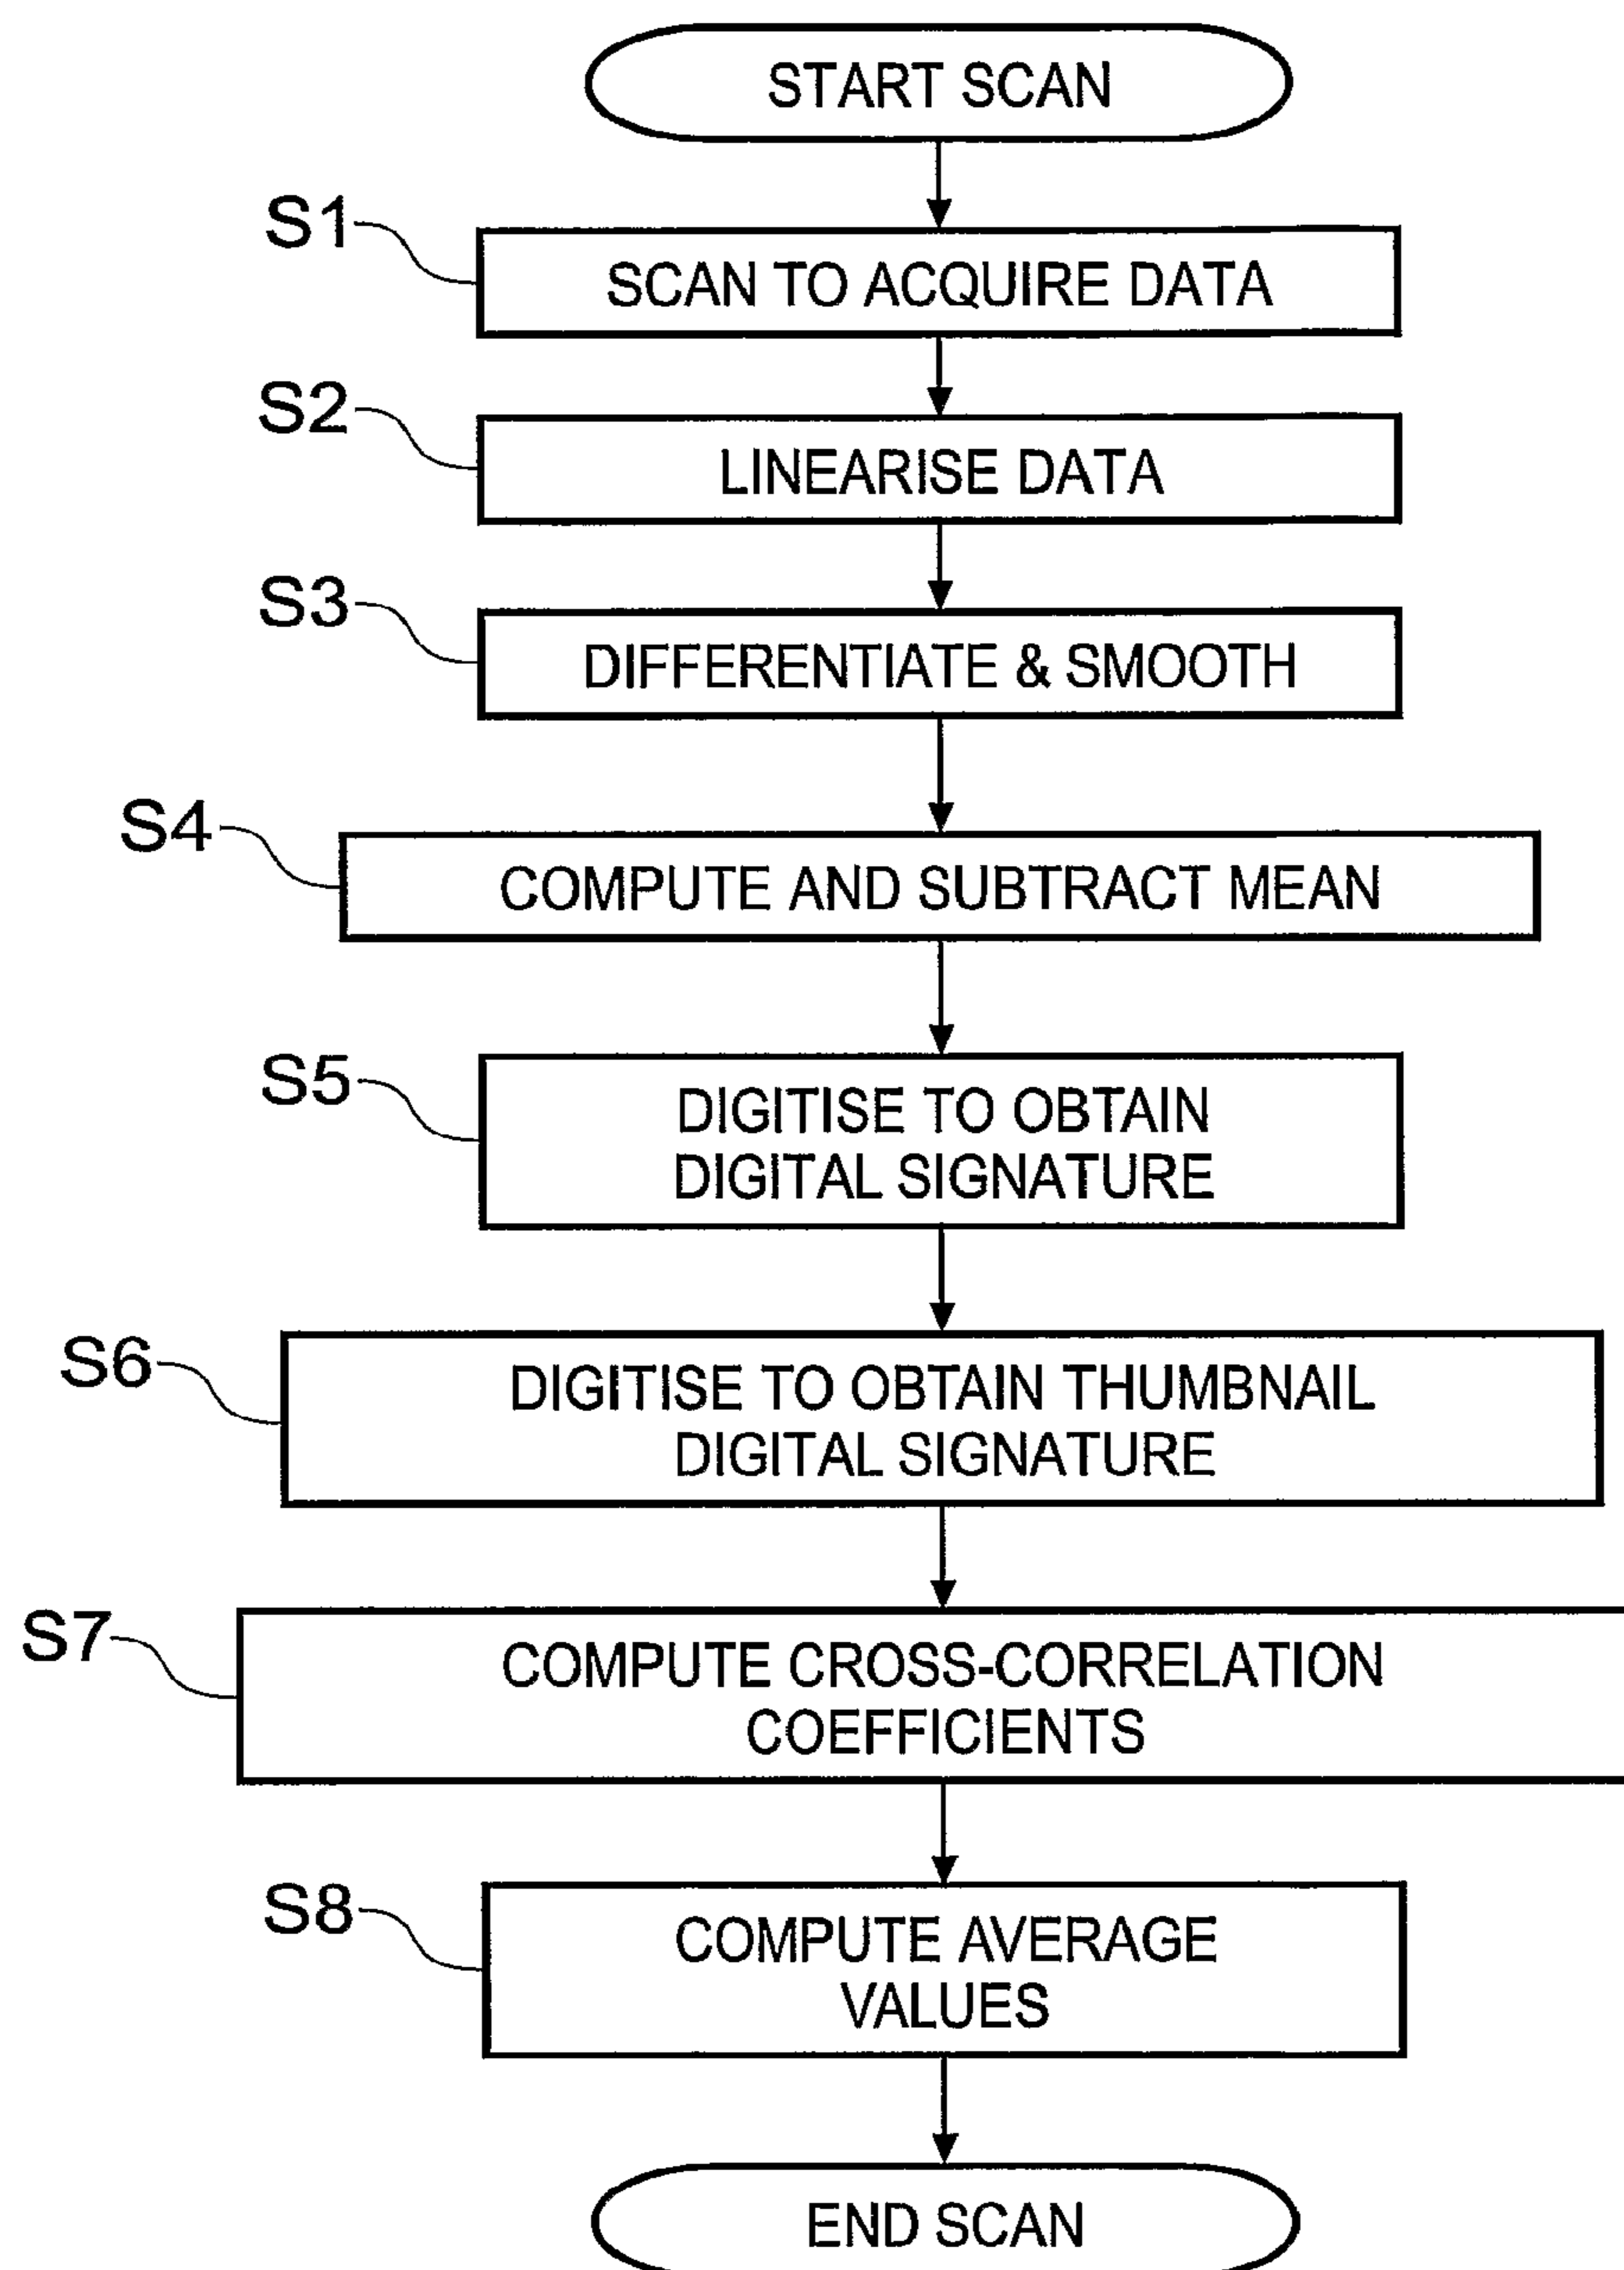 START SCAN
S1
SCAN TO ACQUIRE DATA
S2
LINEARISE DATA
S3
DIFFERENTIATE & SMOOTH
S4
COMPUTE AND SUBTRACT MEAN
S5
DIGITISE TO OBTAIN
DIGITAL SIGNATURE
S6
DIGITISE TO OBTAIN THUMBNAIL
DIGITAL SIGNATURE
S7
COMPUTE CROSS-CORRELATION
COEFFICIENTS
S8
COMPUTE AVERAGE
VALUES
END SCAN